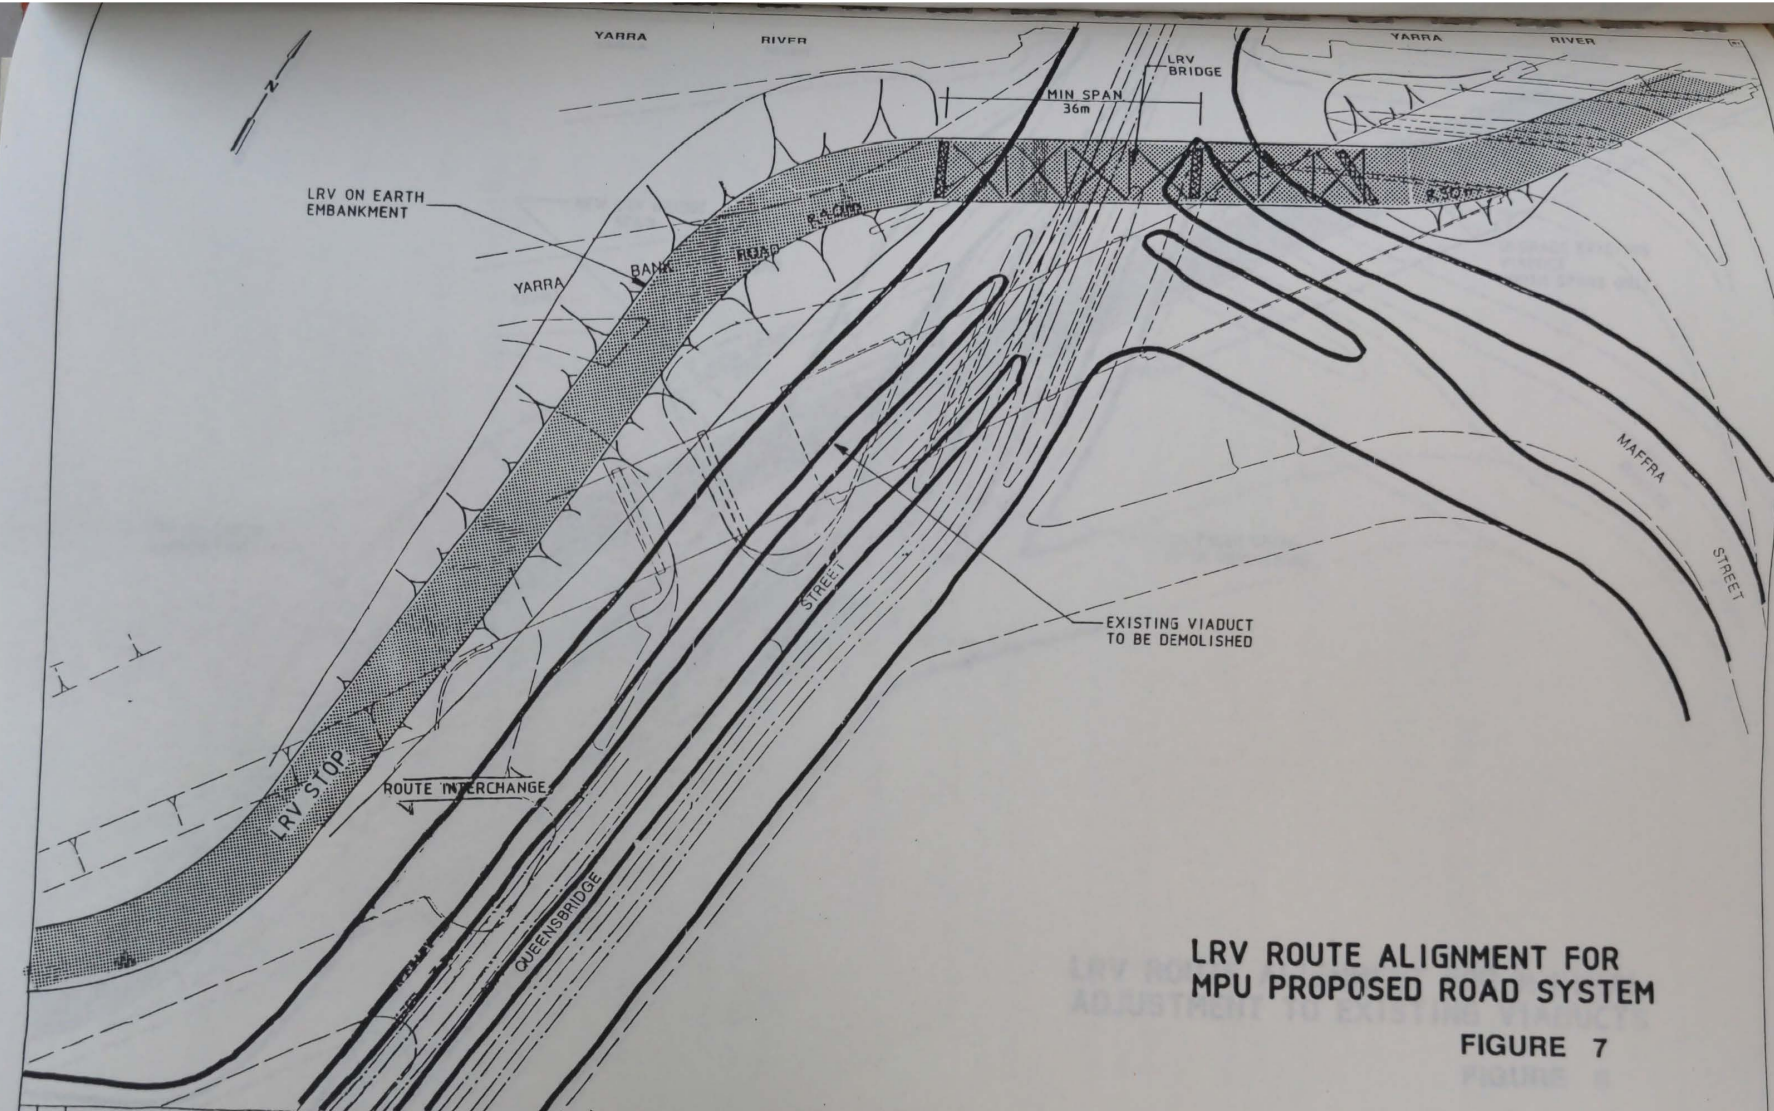 YARRA RIVER
YARRA RIVER
N
LRV
BRIDGE
MIN SPAN
36m
LRV ON EARTH
EMBANKMENT
YARRA BANK ROAD
MAFFRA
STREET
STREET
EXISTING VIADUCT
TO BE DEMOLISHED
LRV STOP
ROUTE INTERCHANGE
QUEENSBRIDGE
LRV ROUTE ALIGNMENT FOR
MPU PROPOSED ROAD SYSTEM
FIGURE 7